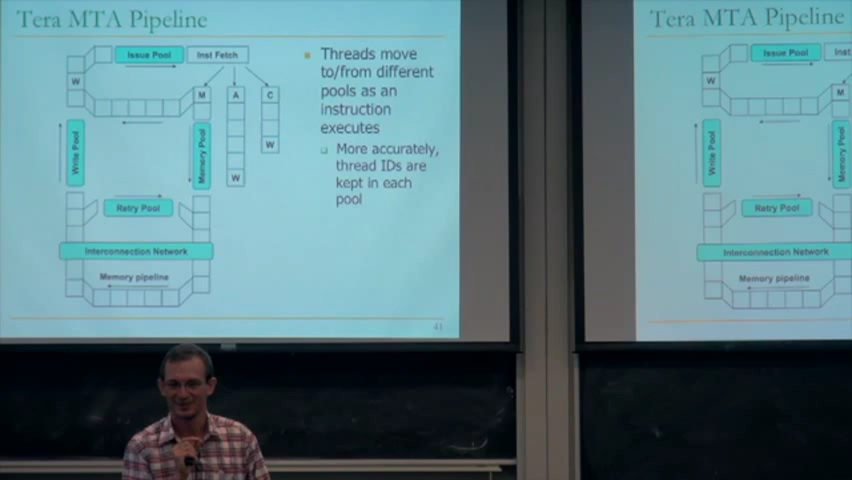 Tera MTA Pipeline
Issue Pool
Inst Fetch
W
M
A
C
W
W
Write Pool
Memory Pool
Retry Pool
Interconnection Network
Memory pipeline
Threads move
to/from different
pools as an
instruction
executes
More accurately,
thread IDs are
kept in each
pool
41
Tera MTA Pipeline
Issue Pool
Inst
W
M
Write Pool
Memory Pool
Retry Pool
Interconnection Network
Memory pipeline